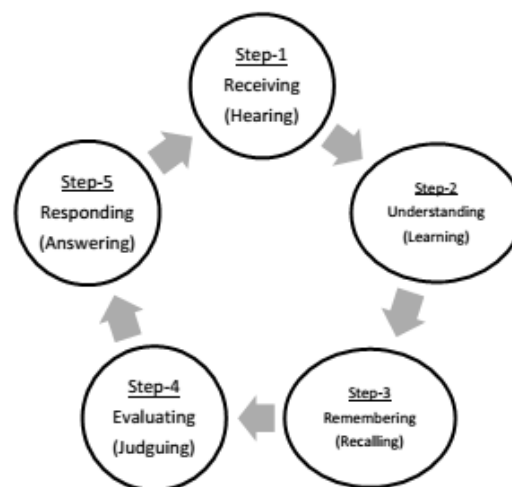 Step-1
Receiving
(Hearing)
Step-2
Understanding
(Learning)
Step-3
Remembering
(Recalling)
Step-4
Evaluating
(Judguing)
Step-5
Responding
(Answering)